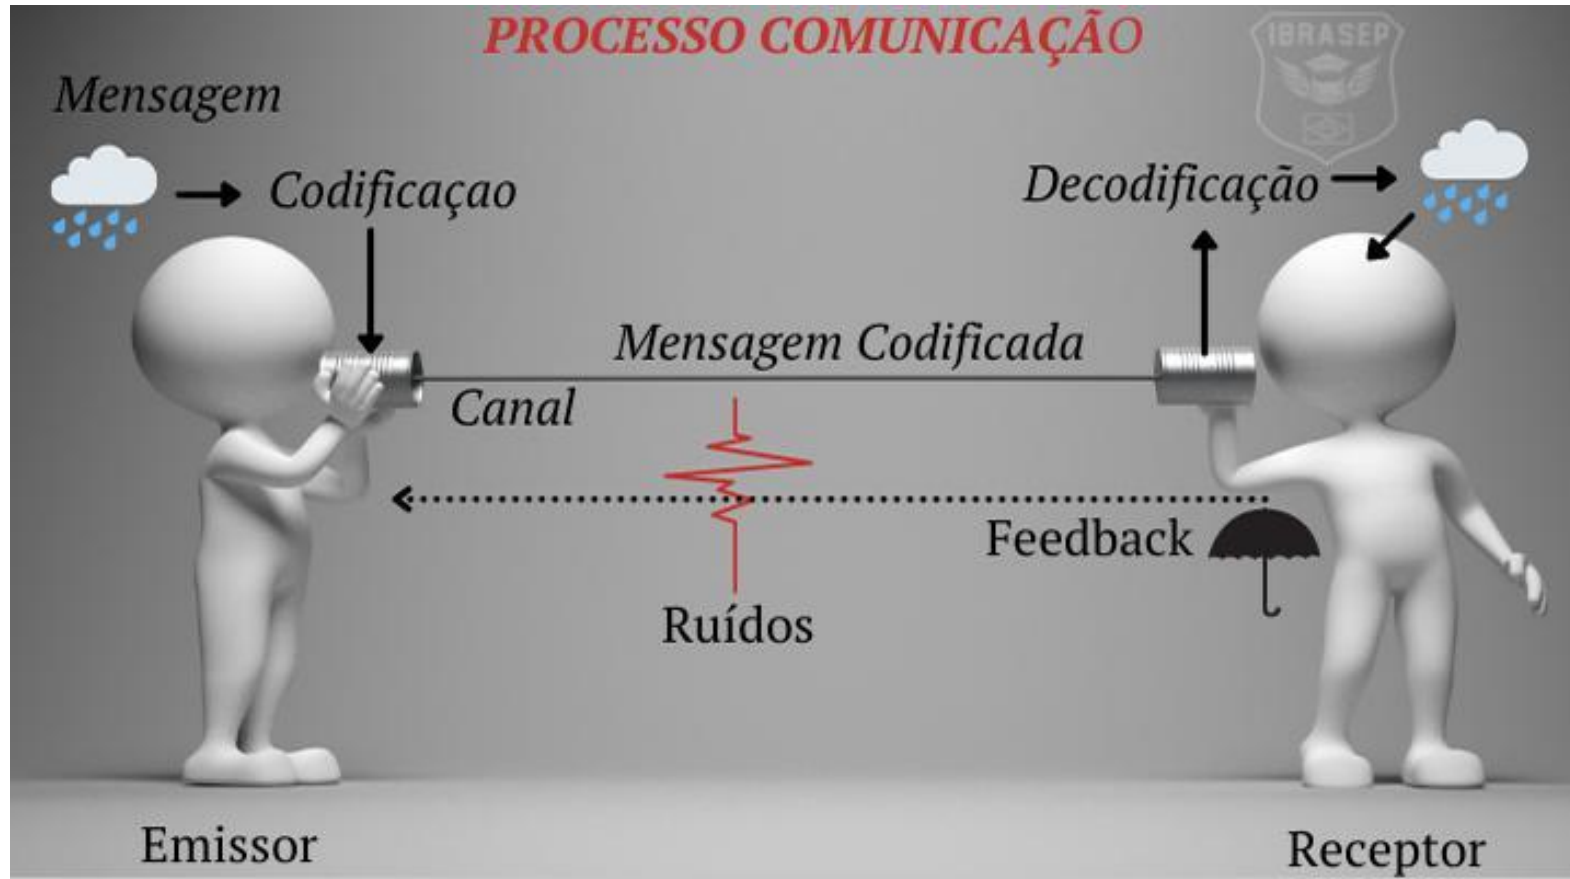 PROCESSO COMUNICAÇÃO
IBRASEP
Mensagem
Codificaçao
Decodificação
Mensagem Codificada
Canal
Feedback
Ruídos
Emissor
Receptor